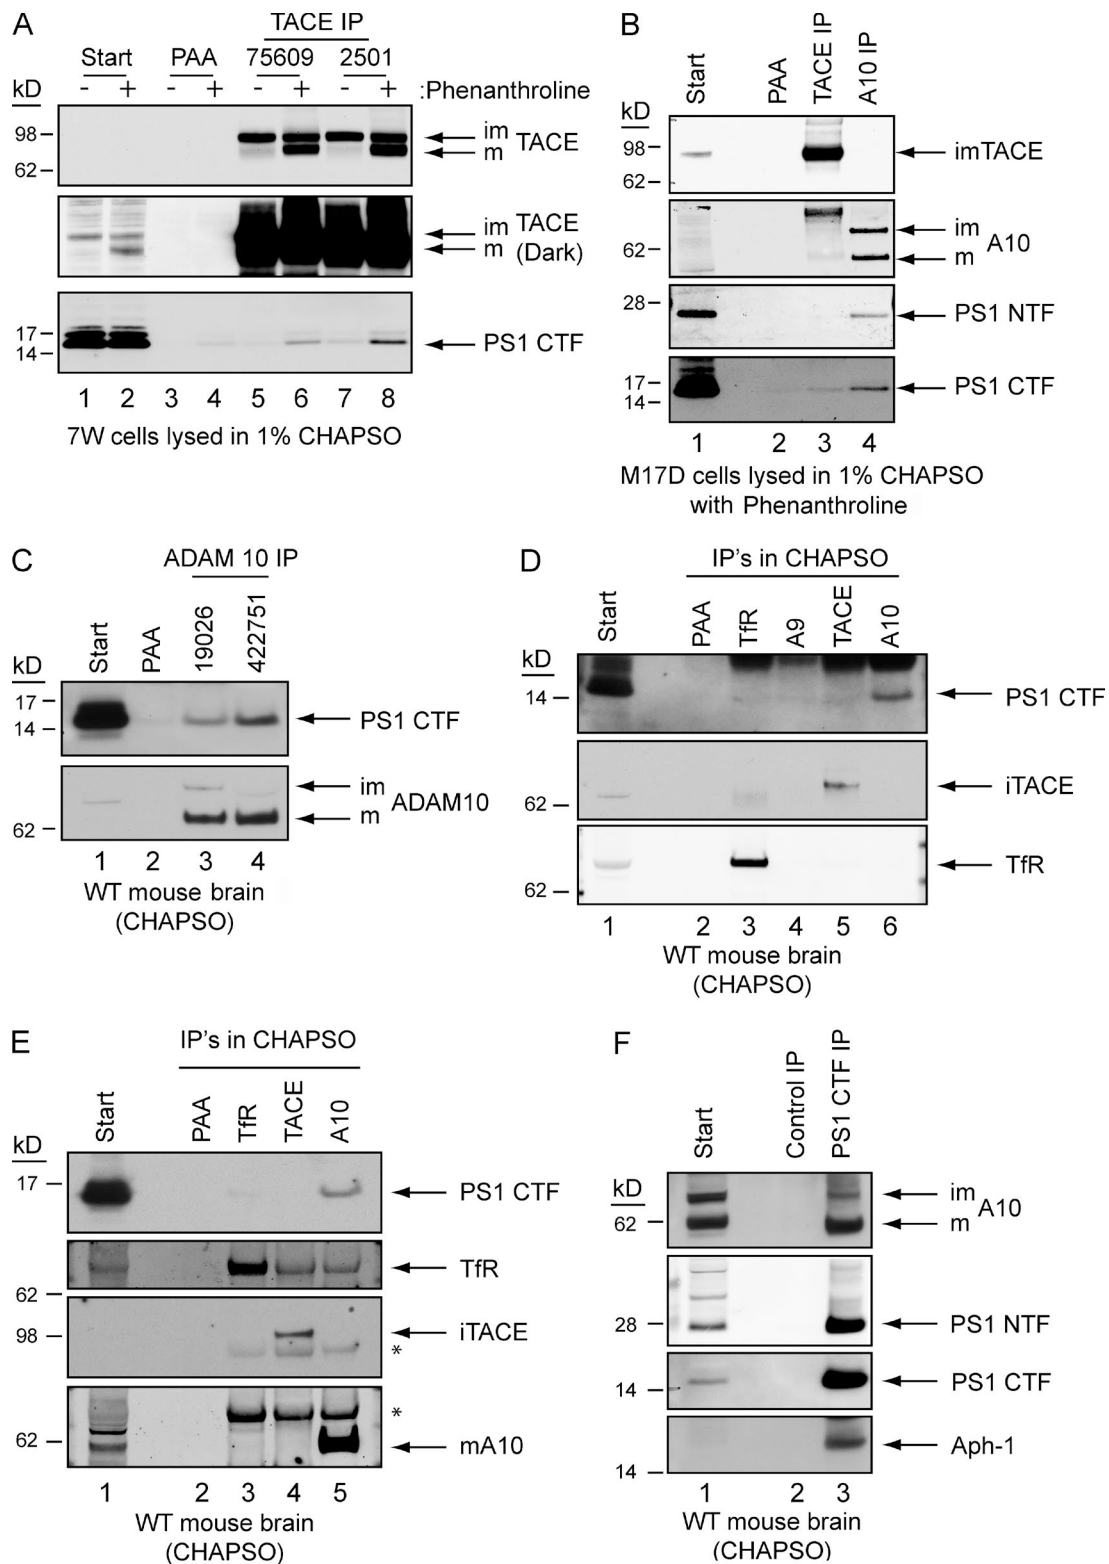 A
TACE IP
Start PAA 75609 2501
kD - + - + - + - + :Phenanthroline
98
62
im
m
TACE
im
m
TACE
(Dark)
17
14
PS1 CTF
1 2 3 4 5 6 7 8
7W cells lysed in 1% CHAPSO
B
Start PAA TACE IP A10 IP
kD
98
62
imTACE
62
im
m
A10
28
PS1 NTF
17
14
PS1 CTF
1 2 3 4
M17D cells lysed in 1% CHAPSO
with Phenanthroline
C
ADAM 10 IP
Start PAA 19026 422751
kD
17
14
PS1 CTF
62
im
m
ADAM10
1 2 3 4
WT mouse brain
(CHAPSO)
D
IP's in CHAPSO
Start PAA TfR A9 TACE A10
kD
14
PS1 CTF
62
iTACE
62
TfR
1 2 3 4 5 6
WT mouse brain
(CHAPSO)
E
IP's in CHAPSO
Start PAA TfR TACE A10
kD
17
PS1 CTF
TfR
62
98
iTACE
*
*
62
mA10
1 2 3 4 5
WT mouse brain
(CHAPSO)
F
Start Control IP PS1 CTF IP
kD
62
im
m
A10
28
PS1 NTF
14
PS1 CTF
Aph-1
14
1 2 3
WT mouse brain
(CHAPSO)